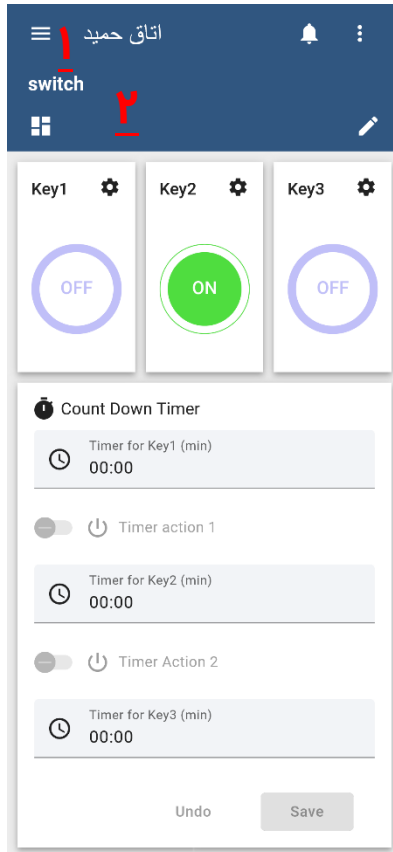 اتاق حمید ۱
switch
۲
Key1 Key2 Key3
OFF ON OFF
Count Down Timer
Timer for Key1 (min)
00:00
Timer action 1
Timer for Key2 (min)
00:00
Timer Action 2
Timer for Key3 (min)
00:00
Undo Save